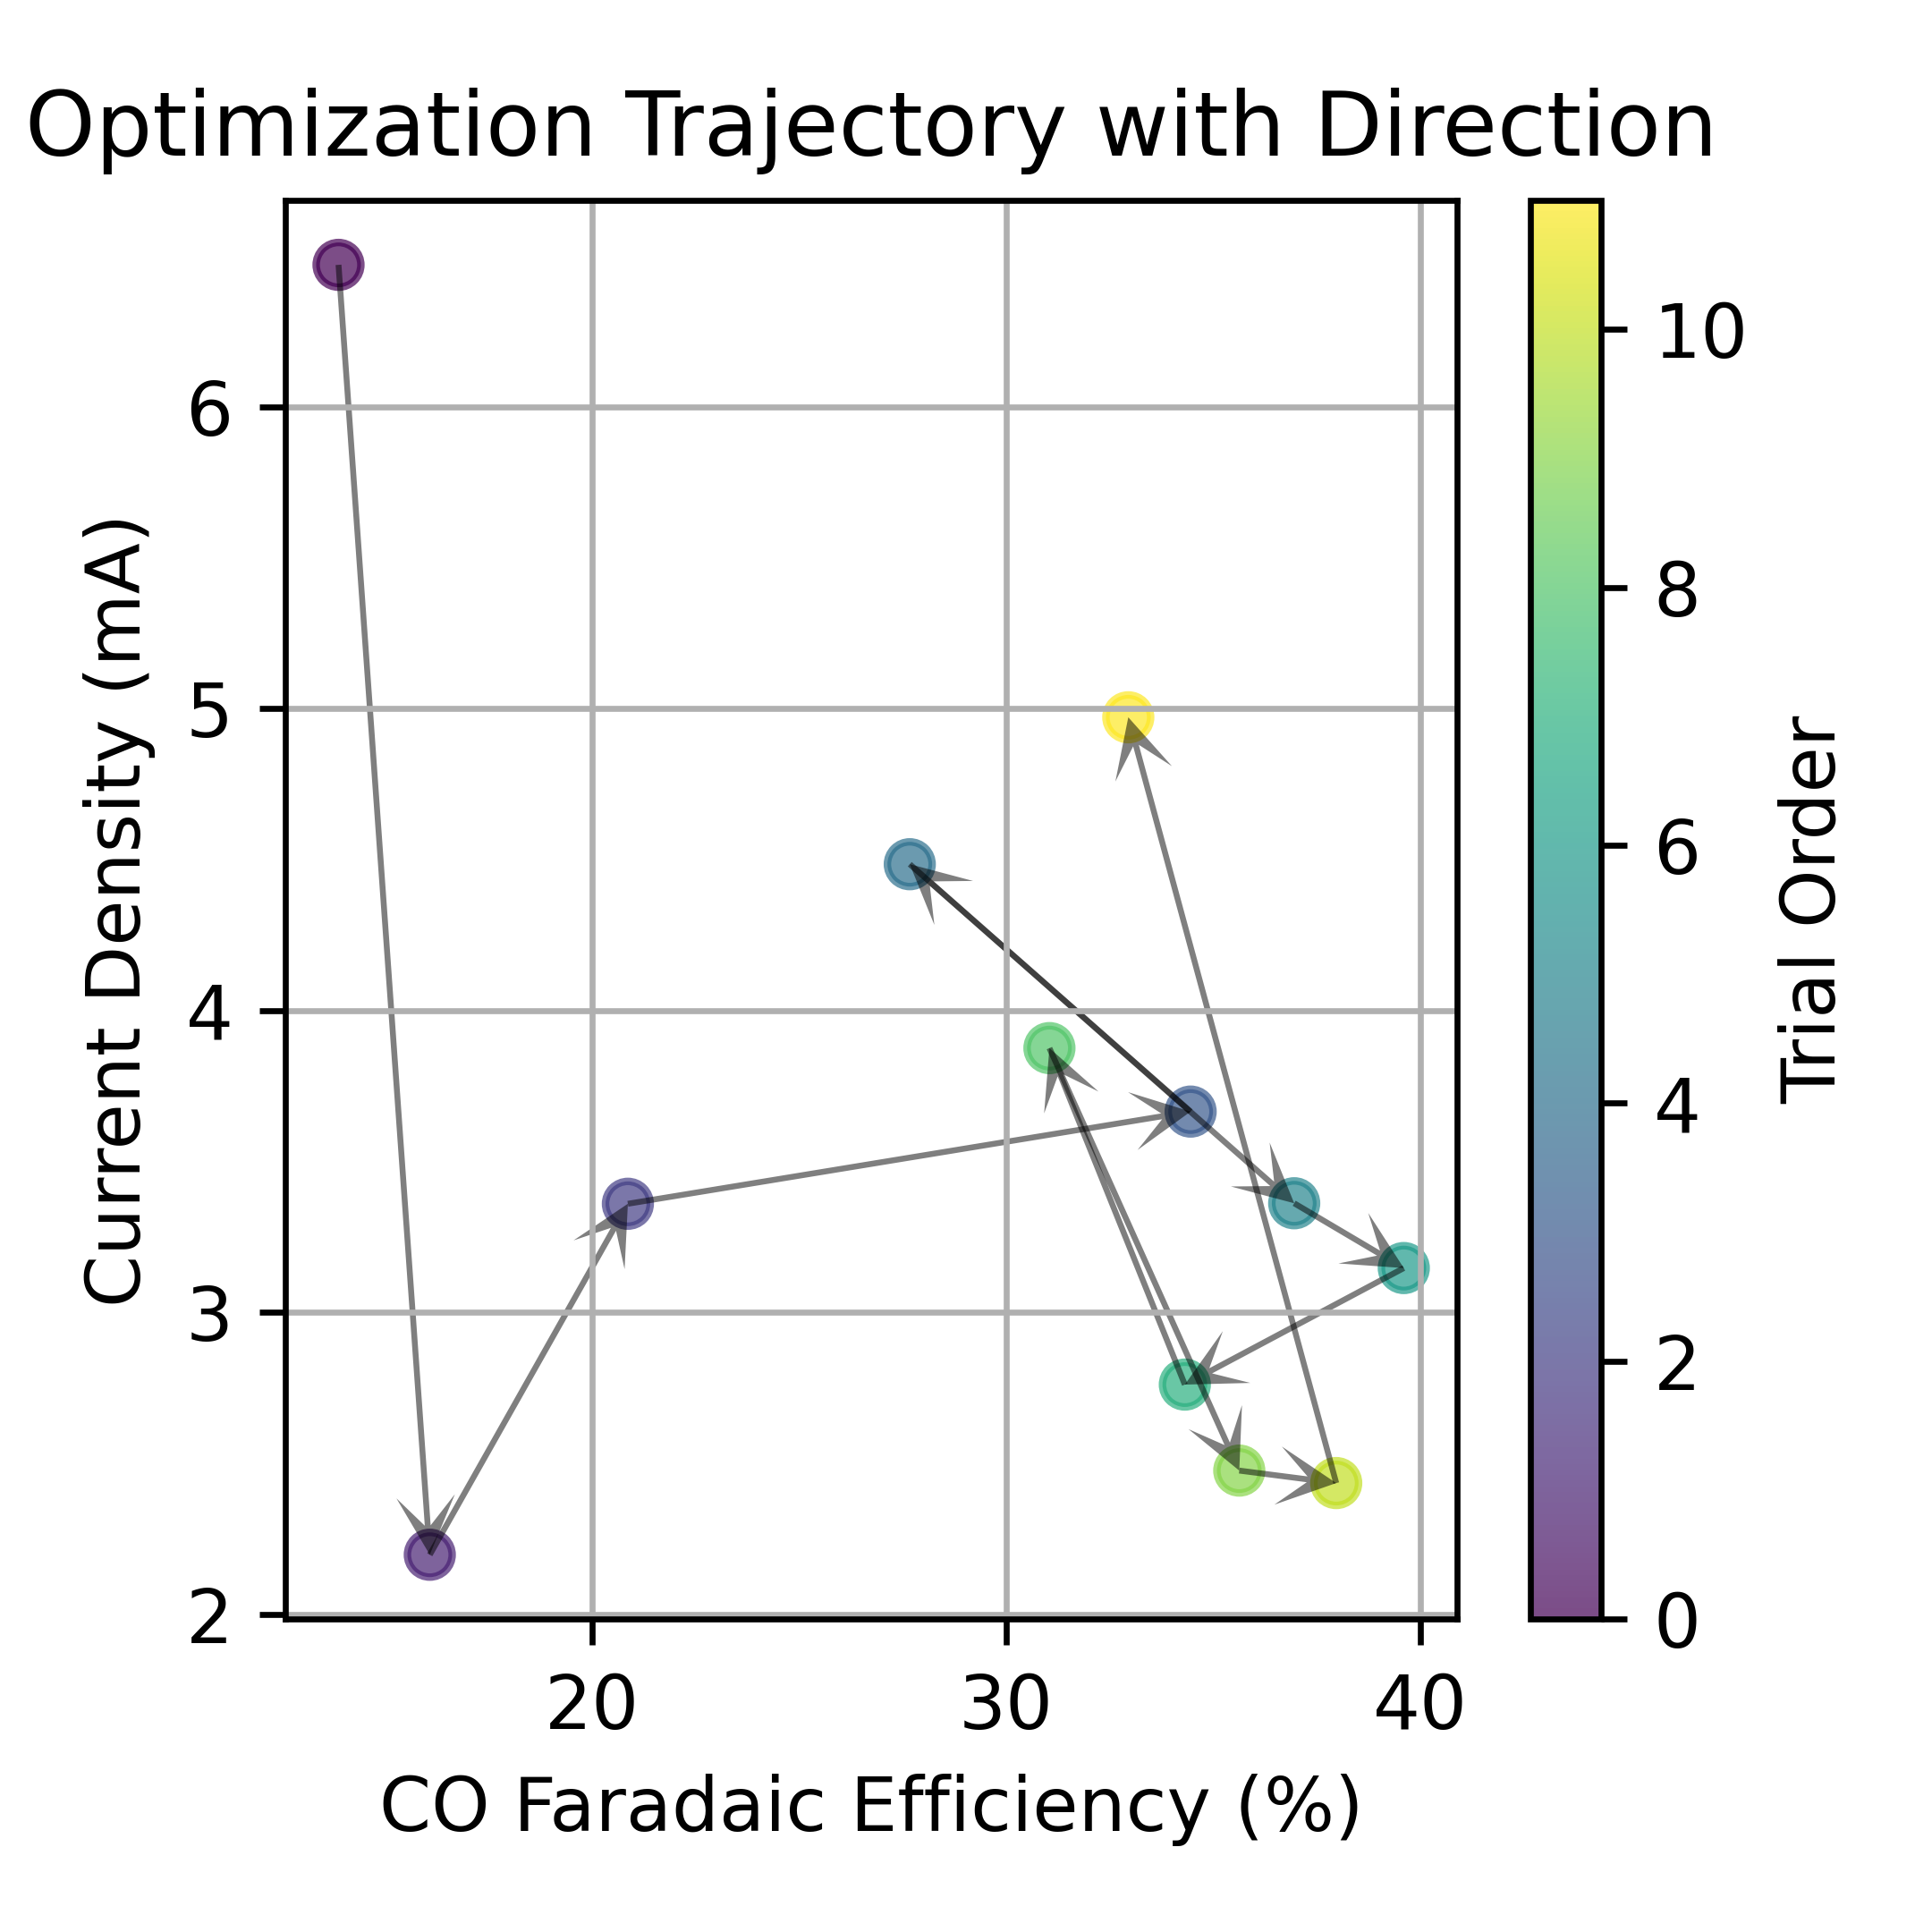 Optimization Trajectory with Direction
Current Density (mA)
6
5
4
3
2
20 30 40
CO Faradaic Efficiency (%)
10
8
6
4
2
0
Trial Order